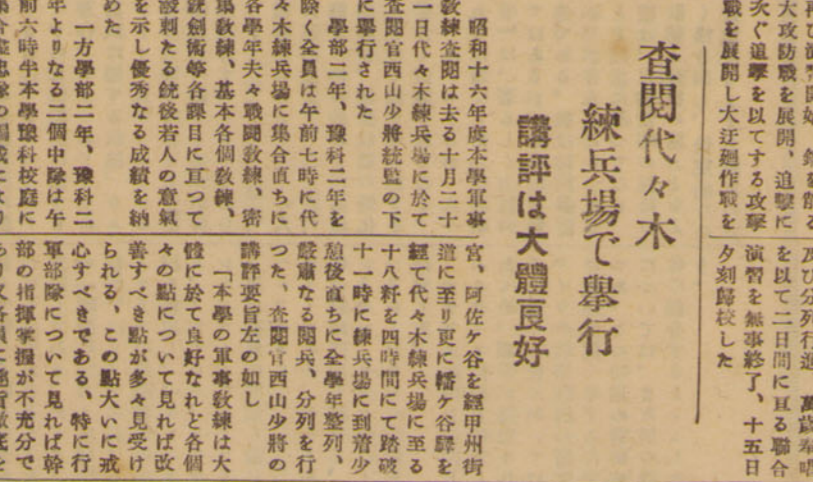 再び演習開始
大攻防戰を展開、追擊に
次ぐ追擊を以てする攻擊
戰を展開し大迂廻作戰を
及び分列行進
を以て二日間に亘る聯合
演習を無事終了、十五日
夕刻歸校した
査閱代々木
練兵場で擧行
講評は大體良好
昭和十六年度本學軍事
敎練査閱は去る十月二十
一日代々木練兵場に於て
査閱官西山少將統監の下
に擧行された
學部二年、豫科二年を
除く全員は午前七時に代
々木練兵場に集合直ちに
各學年夫々戰鬪敎練、密
集敎練、基本各個敎練、
銃劍術等各課目に亘つて
溌剌たる銃後若人の意氣
を示し優秀なる成績を納
めた
一方學部二年、豫科二
年よりなる二個中隊は午
前六時半本學豫科校庭に
宮、阿佐ケ谷を經甲州街
道に至り更に幡ケ谷驛を
經て代々木練兵場に至る
十八粁を四時間にて踏破
十一時に練兵場に到着少
憩後直ちに全學年整列、
嚴肅なる閱兵、分列を行
つた、査閱官西山少將の
講評要旨左の如し
「本學の軍事敎練は大
體に於て良好なれど各個
々の點について見れば改
善すべき點が多々見受け
られる、この點大いに戒
心すべきである、特に行
軍部隊について見れば幹
部の指揮掌握が不充分で